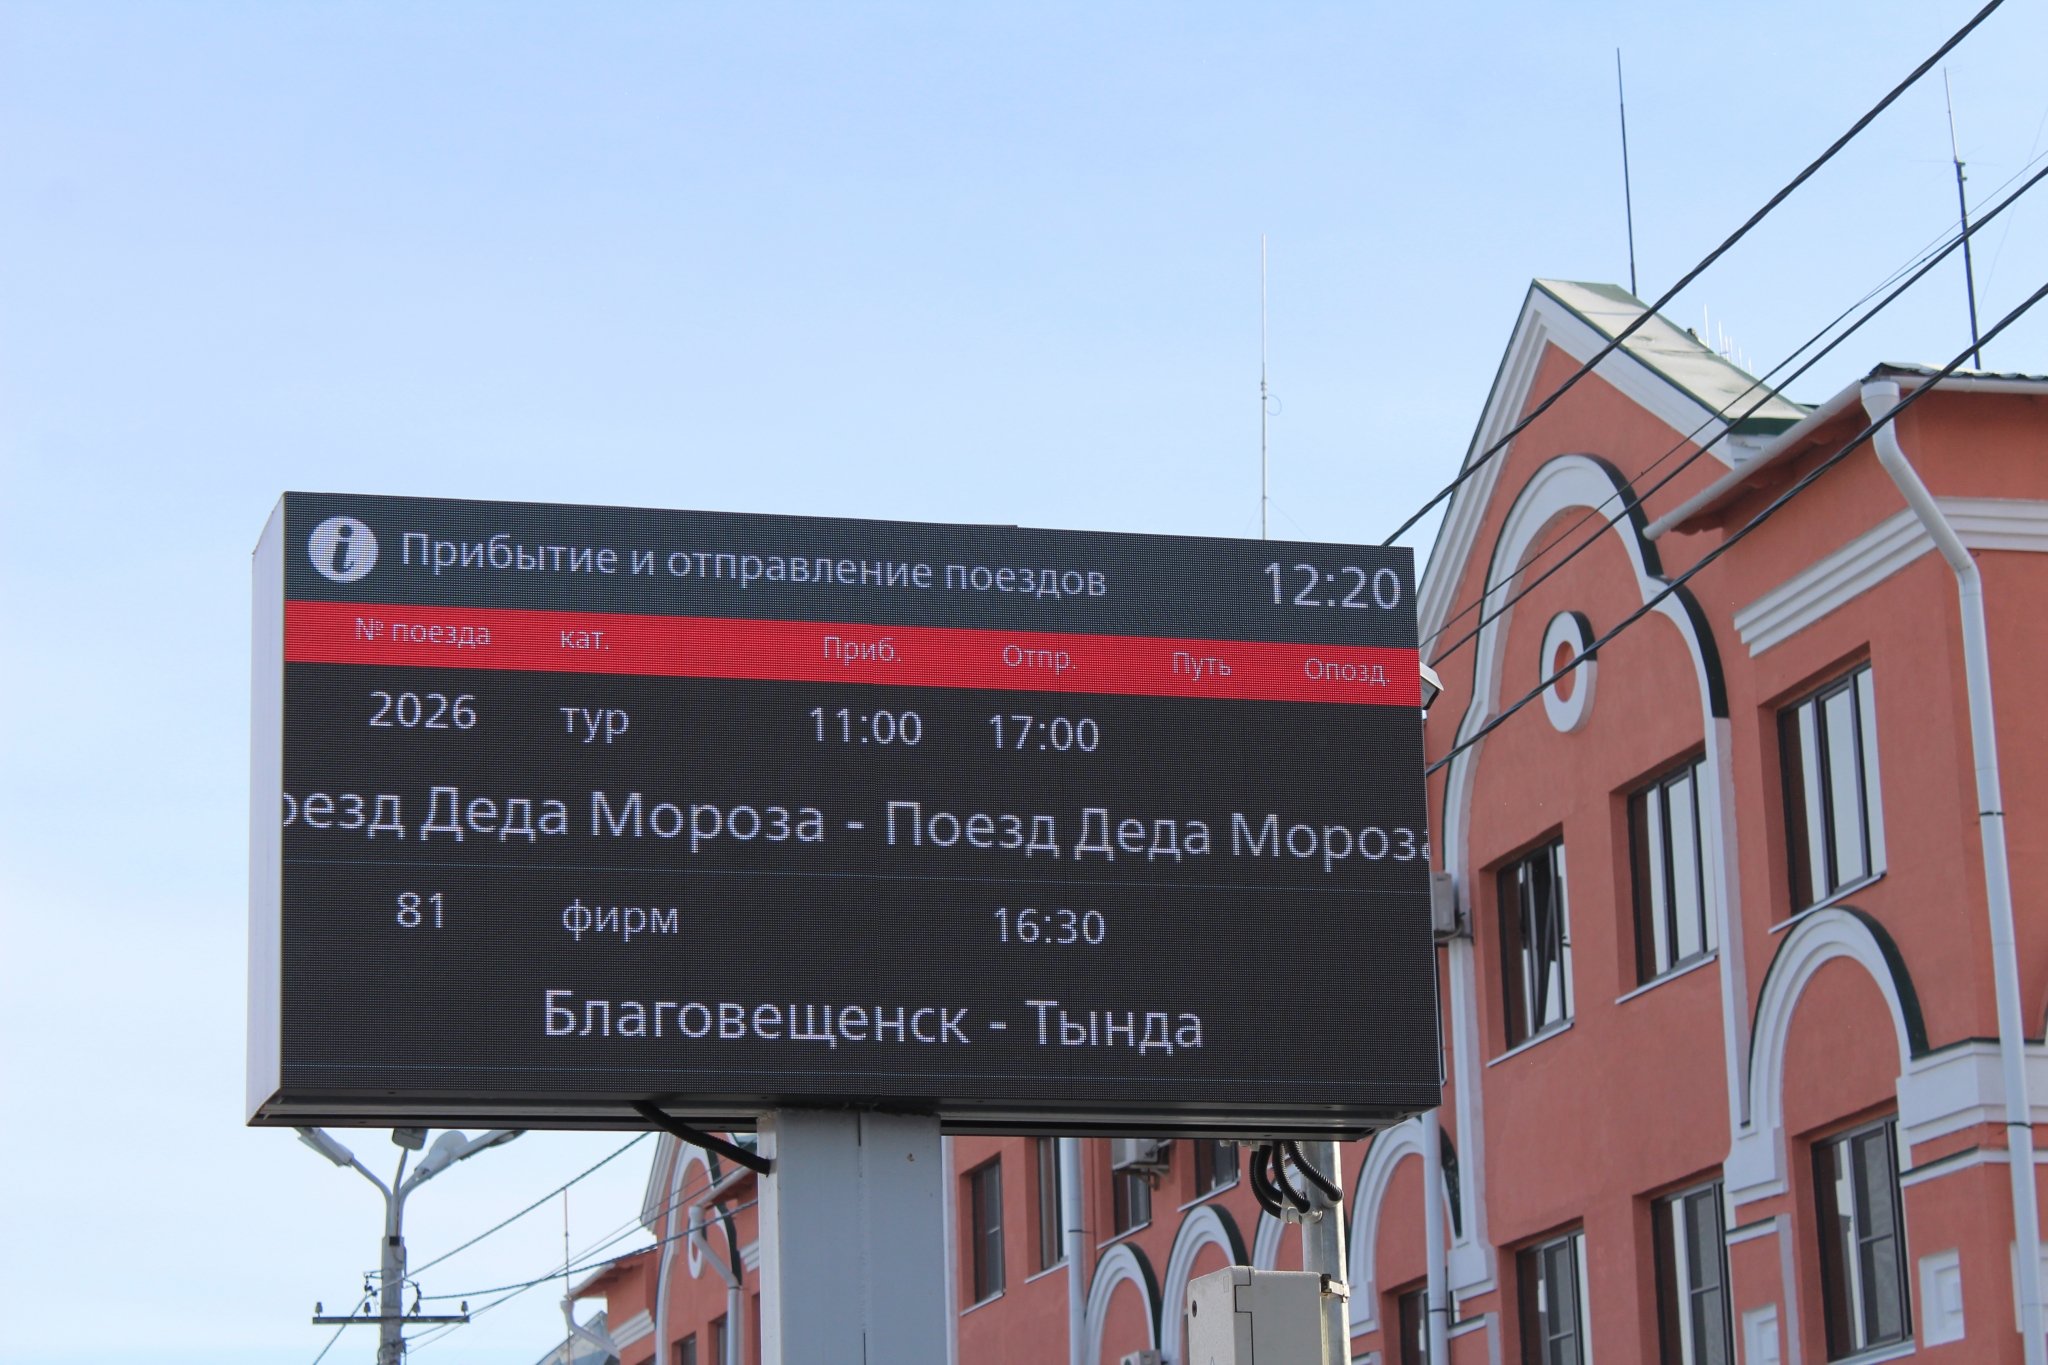 i Прибытие и отправление поездов 12:20
№ поезда кат. Приб. Отпр. Путь Опозд.
2026 тур 11:00 17:00
оезд Деда Мороза - Поезд Деда Мороза
81 фирм 16:30
Благовещенск - Тында